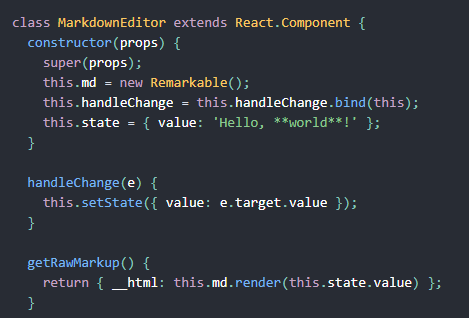 class MarkdownEditor extends React.Component {
  constructor(props) {
    super(props);
    this.md = new Remarkable();
    this.handleChange = this.handleChange.bind(this);
    this.state = { value: 'Hello, **world**!' };
  }

  handleChange(e) {
    this.setState({ value: e.target.value });
  }

  getRawMarkup() {
    return { __html: this.md.render(this.state.value) };
  }